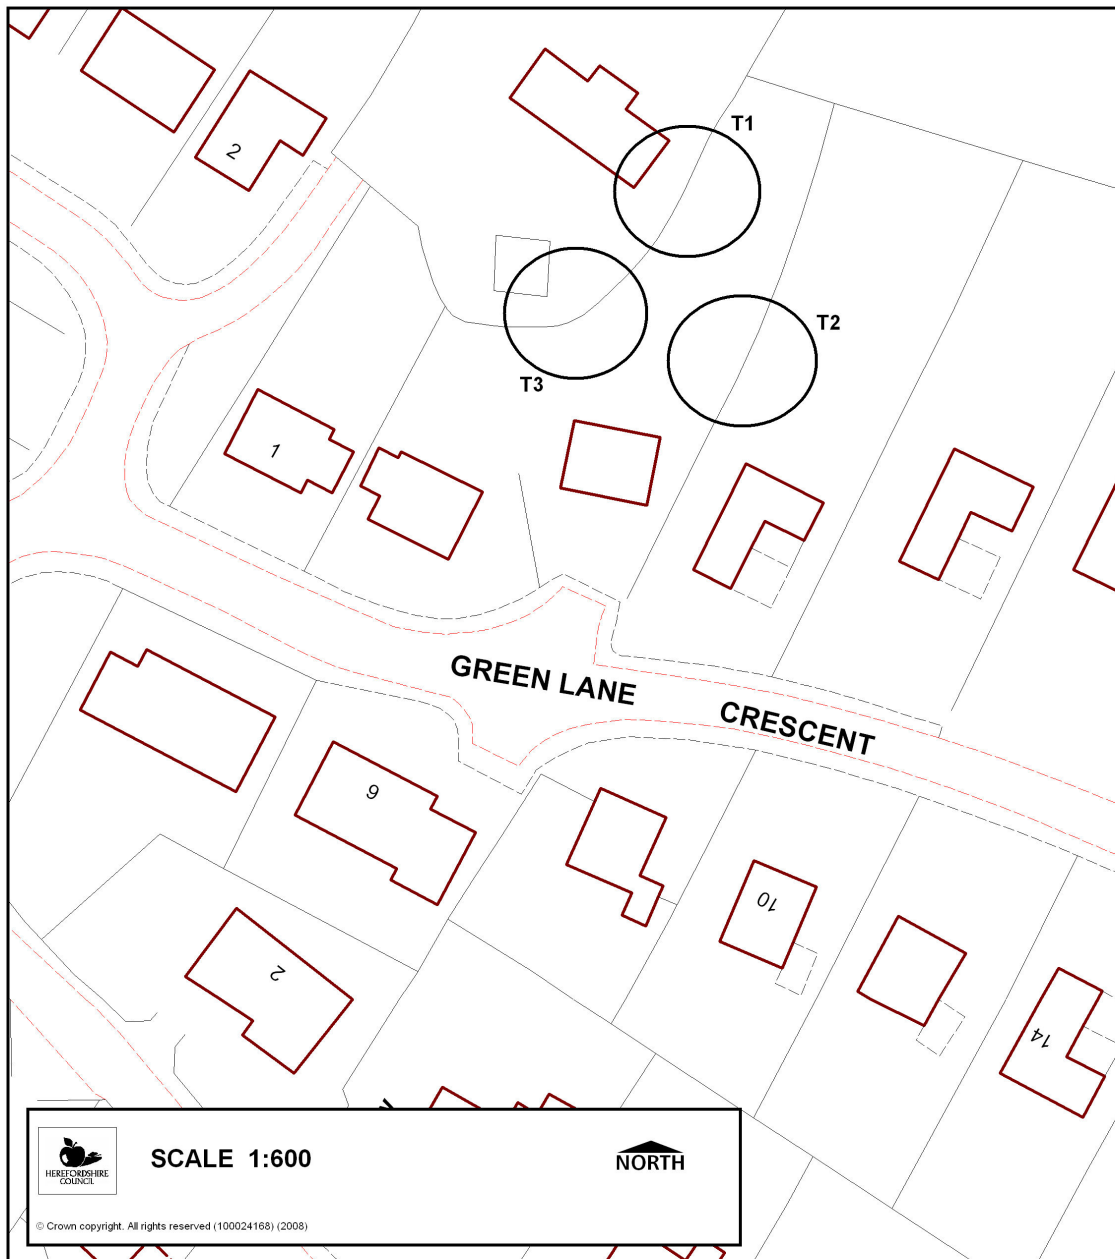 T1
2
T2
T3
1
GREEN LANE
CRESCENT
6
10
2
14
HEREFORDSHIRE
COUNCIL
SCALE 1:600
NORTH
© Crown copyright. All rights reserved (100024168) (2008)